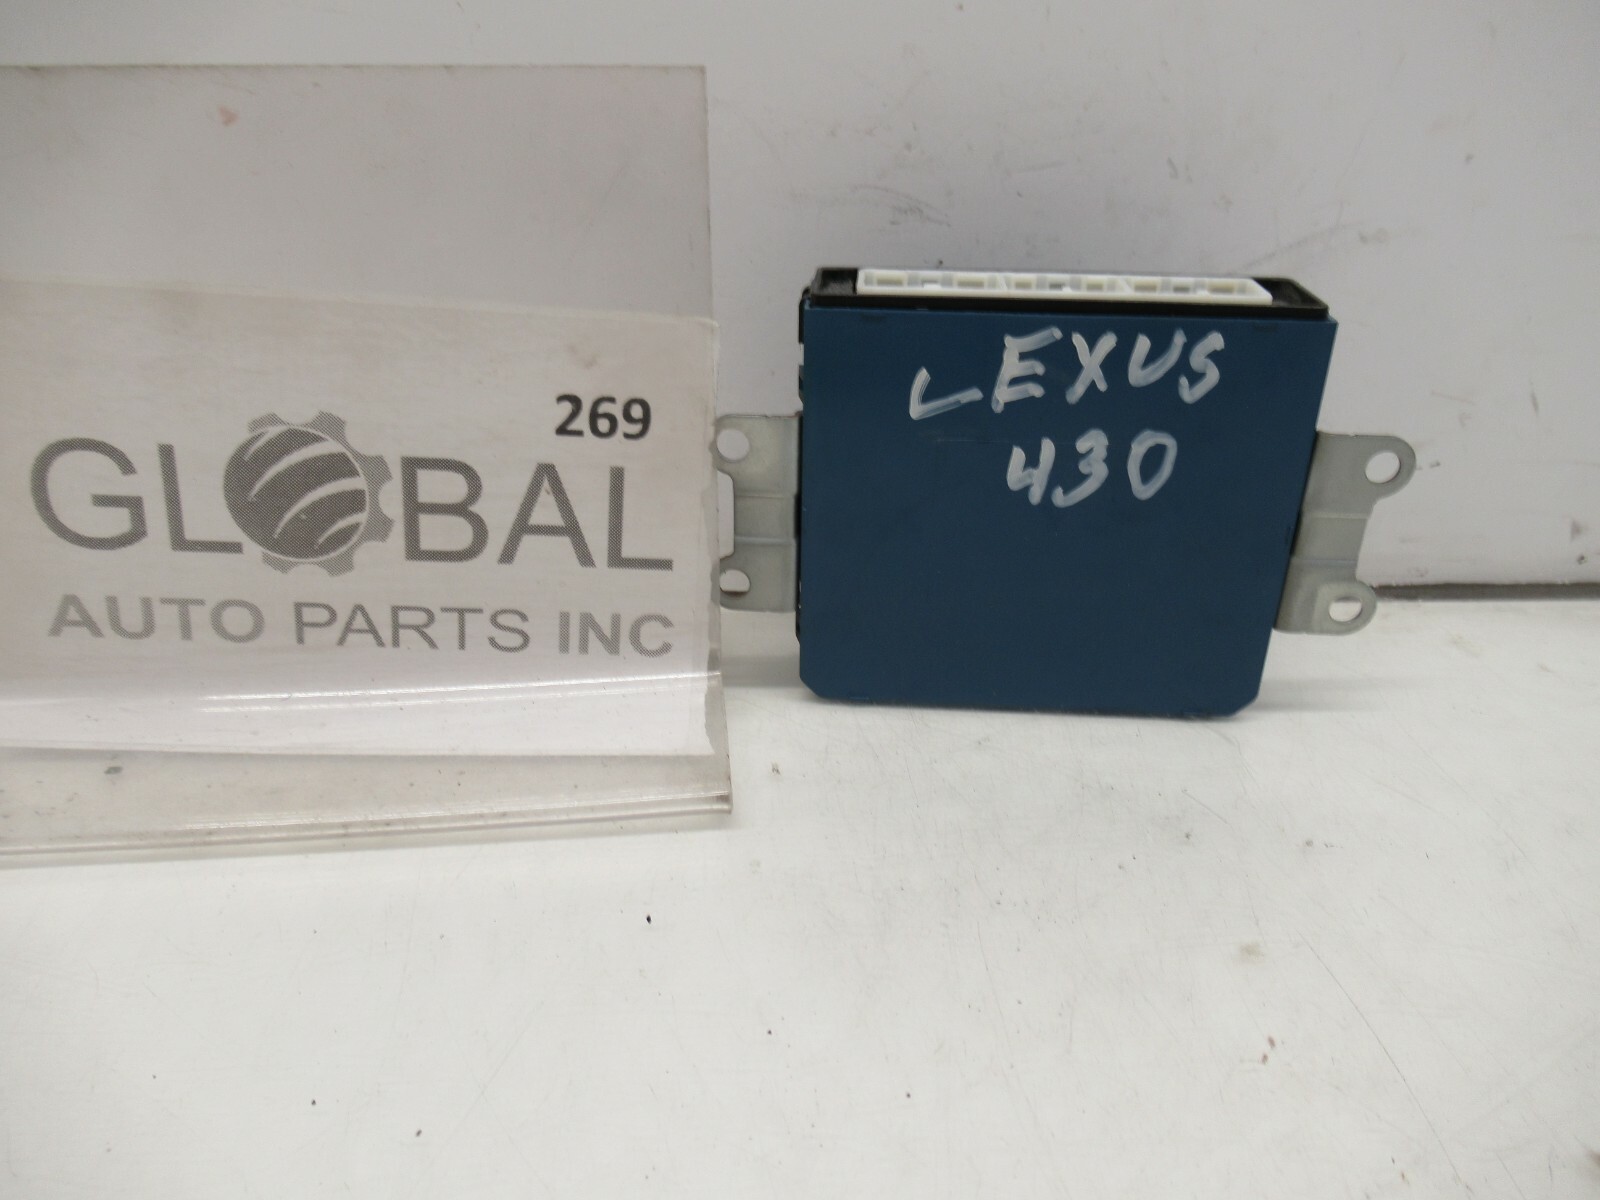 269
GLOBAL
AUTO PARTS INC
LEXUS
430